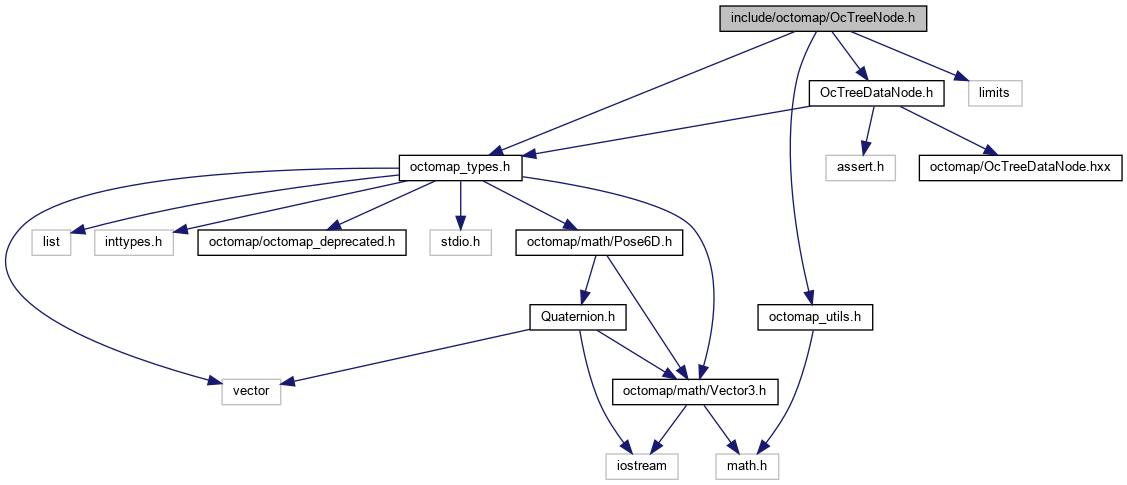 include/octomap/OcTreeNode.h
OcTreeDataNode.h
limits
octomap_types.h
assert.h
octomap/OcTreeDataNode.hxx
list
inttypes.h
octomap/octomap_deprecated.h
stdio.h
octomap/math/Pose6D.h
Quaternion.h
octomap_utils.h
vector
octomap/math/Vector3.h
iostream
math.h